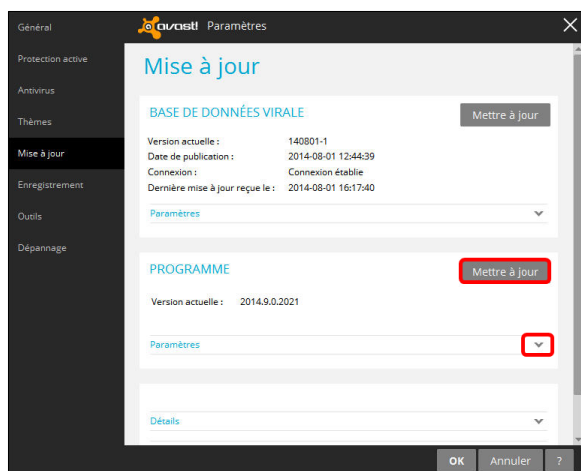 avast! Paramètres
Général
Protection active
Antivirus
Thèmes
Mise à jour
Enregistrement
Outils
Dépannage
Mise à jour
BASE DE DONNÉES VIRALE
Mettre à jour
Version actuelle : 140801-1
Date de publication : 2014-08-01 12:44:39
Connexion : Connexion établie
Dernière mise à jour reçue le : 2014-08-01 16:17:40
Paramètres
PROGRAMME
Mettre à jour
Version actuelle : 2014.9.0.2021
Paramètres
Détails
OK Annuler ?